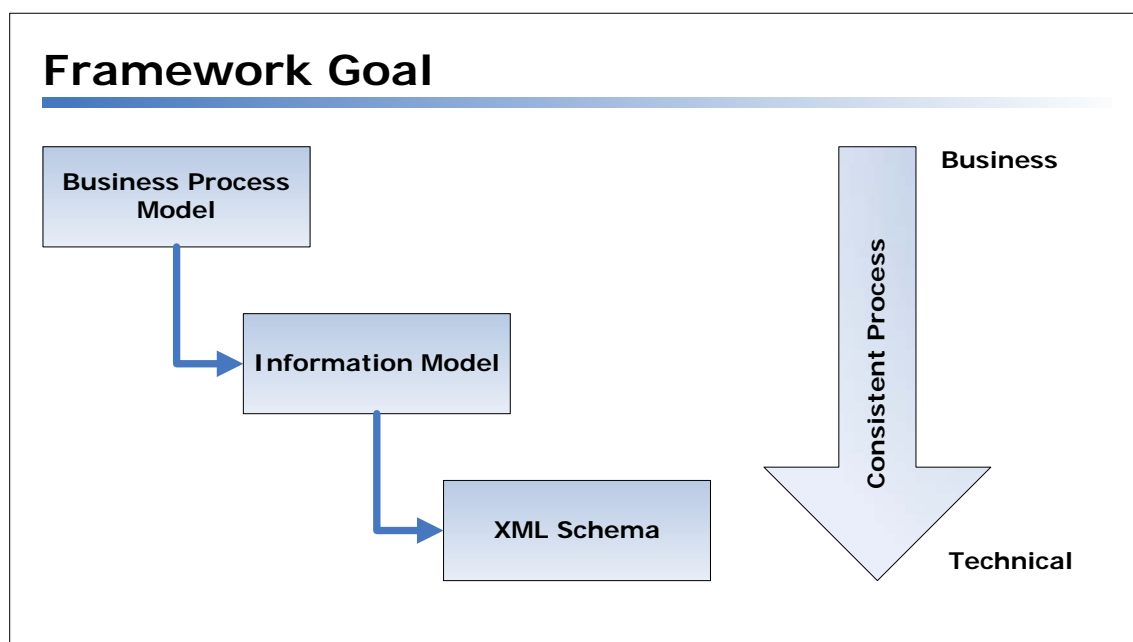 Framework Goal
Business Process
Model
Business
Information Model
Consistent Process
XML Schema
Technical